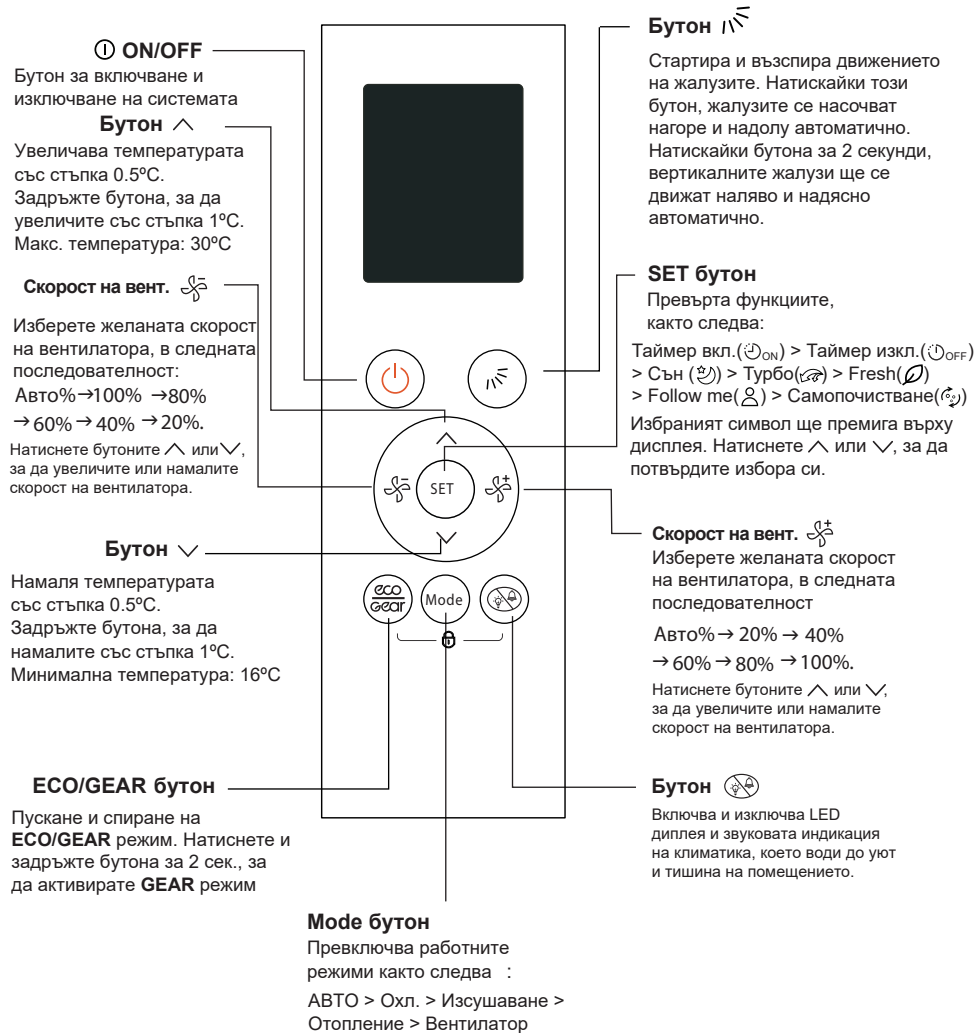 ON/OFF
Бутон за включване и
изключване на системата
Бутон
Увеличава температурата
със стъпка 0.5ºC.
Задръжте бутона, за да
увеличите със стъпка 1ºC.
Макс. температура: 30ºC
Скорост на вент.
Изберете желаната скорост
на вентилатора, в следната
последователност:
Авто%→100% →80%
→60%→40% →20%.
Натиснете бутоните ︿ или﹀,
за да увеличите или намалите
скорост на вентилатора.
Бутон
Намаля температурата
със стъпка 0.5ºC.
Задръжте бутона, за да
намалите със стъпка 1ºC.
Минимална температура: 16ºC
ECO/GEAR бутон
Пускане и спиране на
ECO/GEAR режим. Натиснете и
задръжте бутона за 2 сек., за
да активирате GEAR режим
SET
eco
Gear
Mode
Mode бутон
Превключва работните
режими както следва :
АВТО > Охл. > Изсушаване >
Отопление > Вентилатор
Бутон
Стартира и възспира движението
на жалузите. Натискайки този
бутон, жалузите се насочват
нагоре и надолу автоматично.
Натискайки бутона за 2 секунди,
вертикалните жалузи ще се
движат наляво и надясно
автоматично.
SET бутон
Превърта функциите,
както следва:
Таймер вкл.(ON) > Таймер изкл.(OFF)
> Сън ( ) > Турбо( ) > Fresh( )
> Follow me( ) > Самопочистване( )
Избраният символ ще премига върху
дисплея. Натиснете ︿ или ﹀, за да
потвърдите избора си.
Скорост на вент.
Изберете желаната скорост
на вентилатора, в следната
последователност
Авто%→ 20% → 40%
→60%→ 80% →100%.
Натиснете бутоните ︿ или ﹀,
за да увеличите или намалите
скорост на вентилатора.
Бутон
Включва и изключва LED
диплея и звуковата индикация
на климатика, което води до уют
и тишина на помещението.